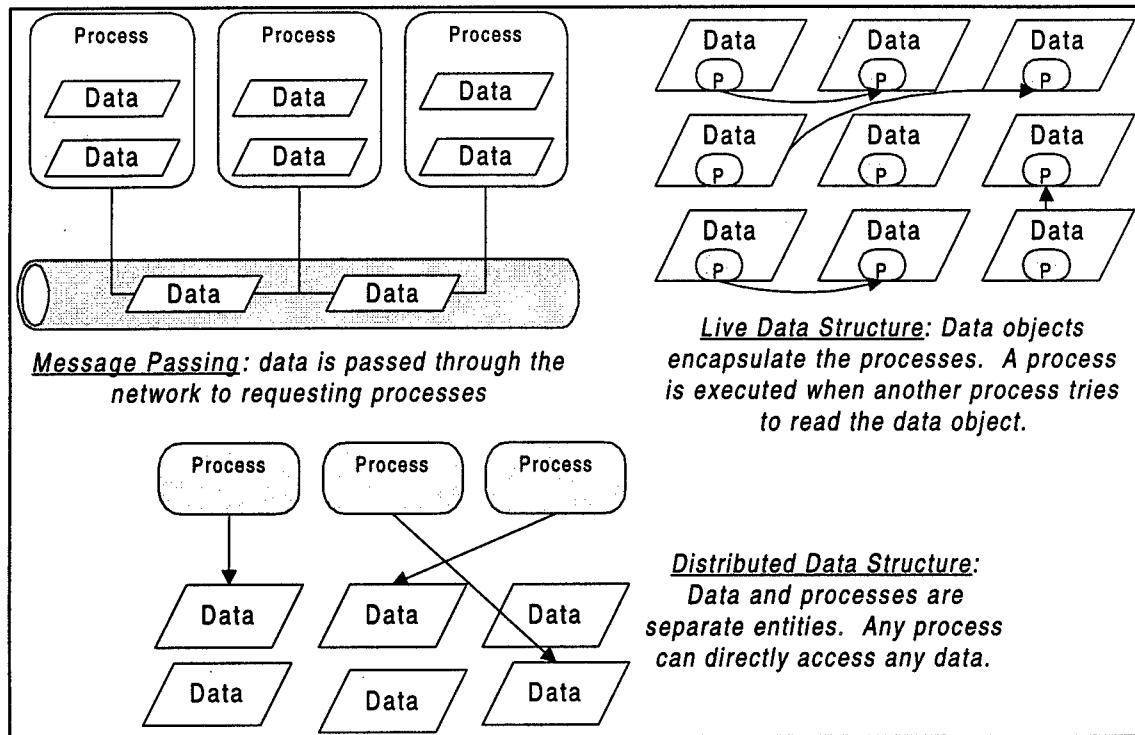 Process
Data
Data
Process
Data
Data
Process
Data
Data
Data
Data
Message Passing: data is passed through the
network to requesting processes
Data
P
Data
P
Data
P
Data
P
Data
P
Data
P
Data
P
Data
P
Data
P
Live Data Structure: Data objects
encapsulate the processes. A process
is executed when another process tries
to read the data object.
Process
Process
Process
Data
Data
Data
Data
Data
Data
Distributed Data Structure:
Data and processes are
separate entities. Any process
can directly access any data.